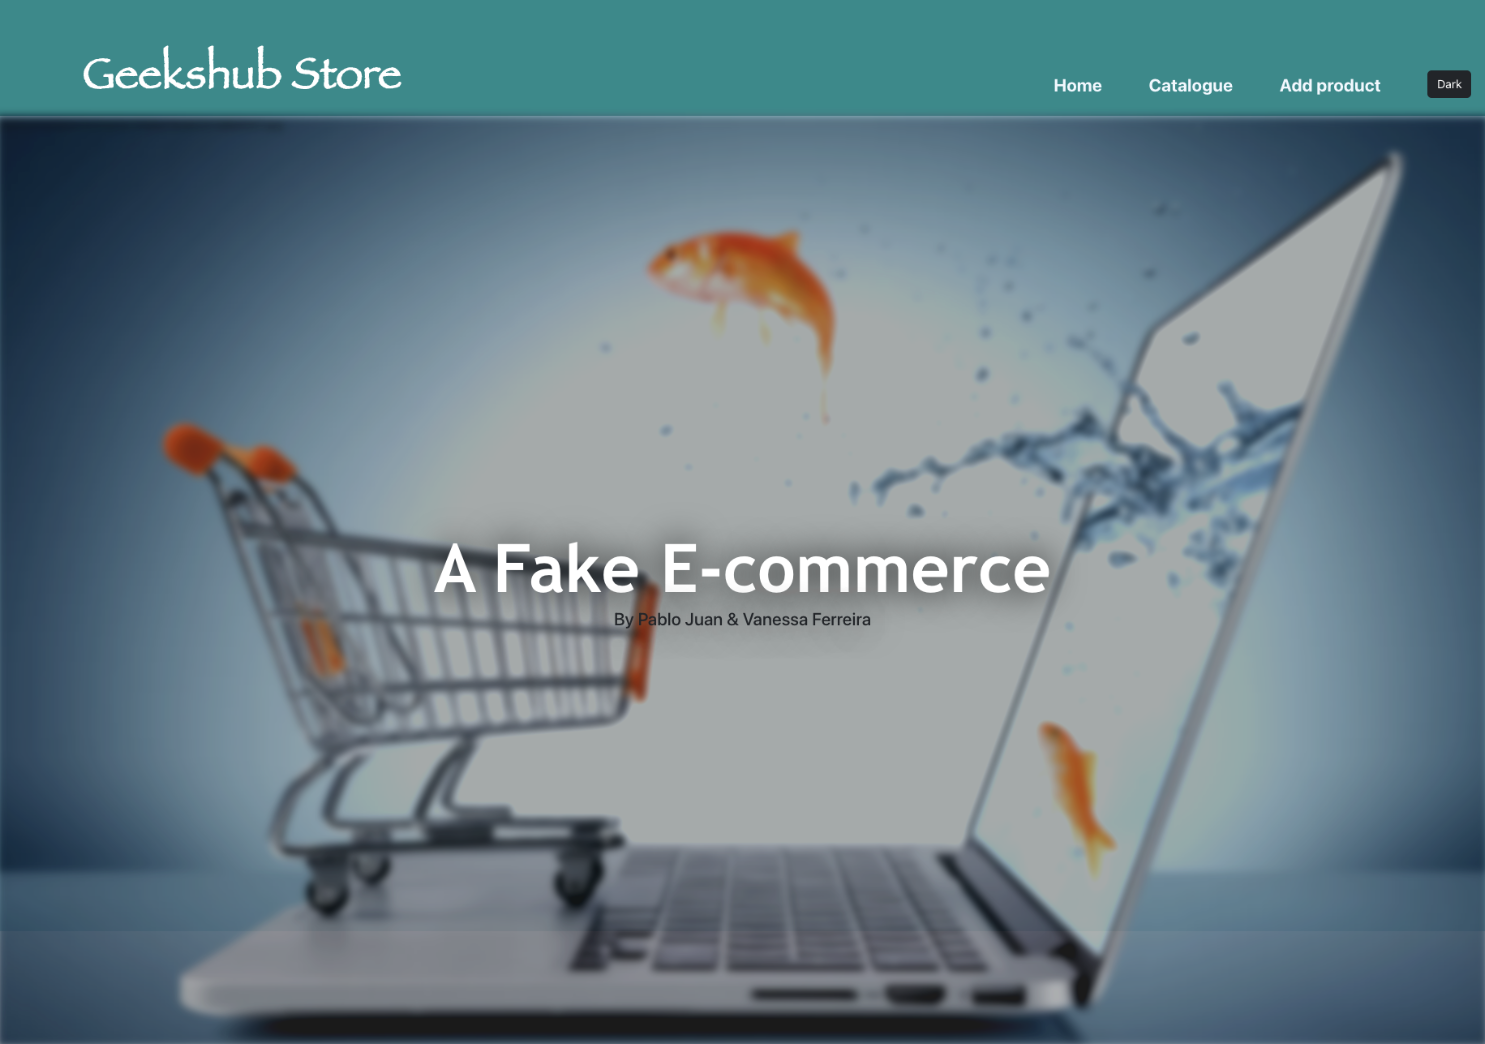 Geekshub Store
Home Catalogue Add product Dark
A Fake E-commerce
By Pablo Juan & Vanessa Ferreira